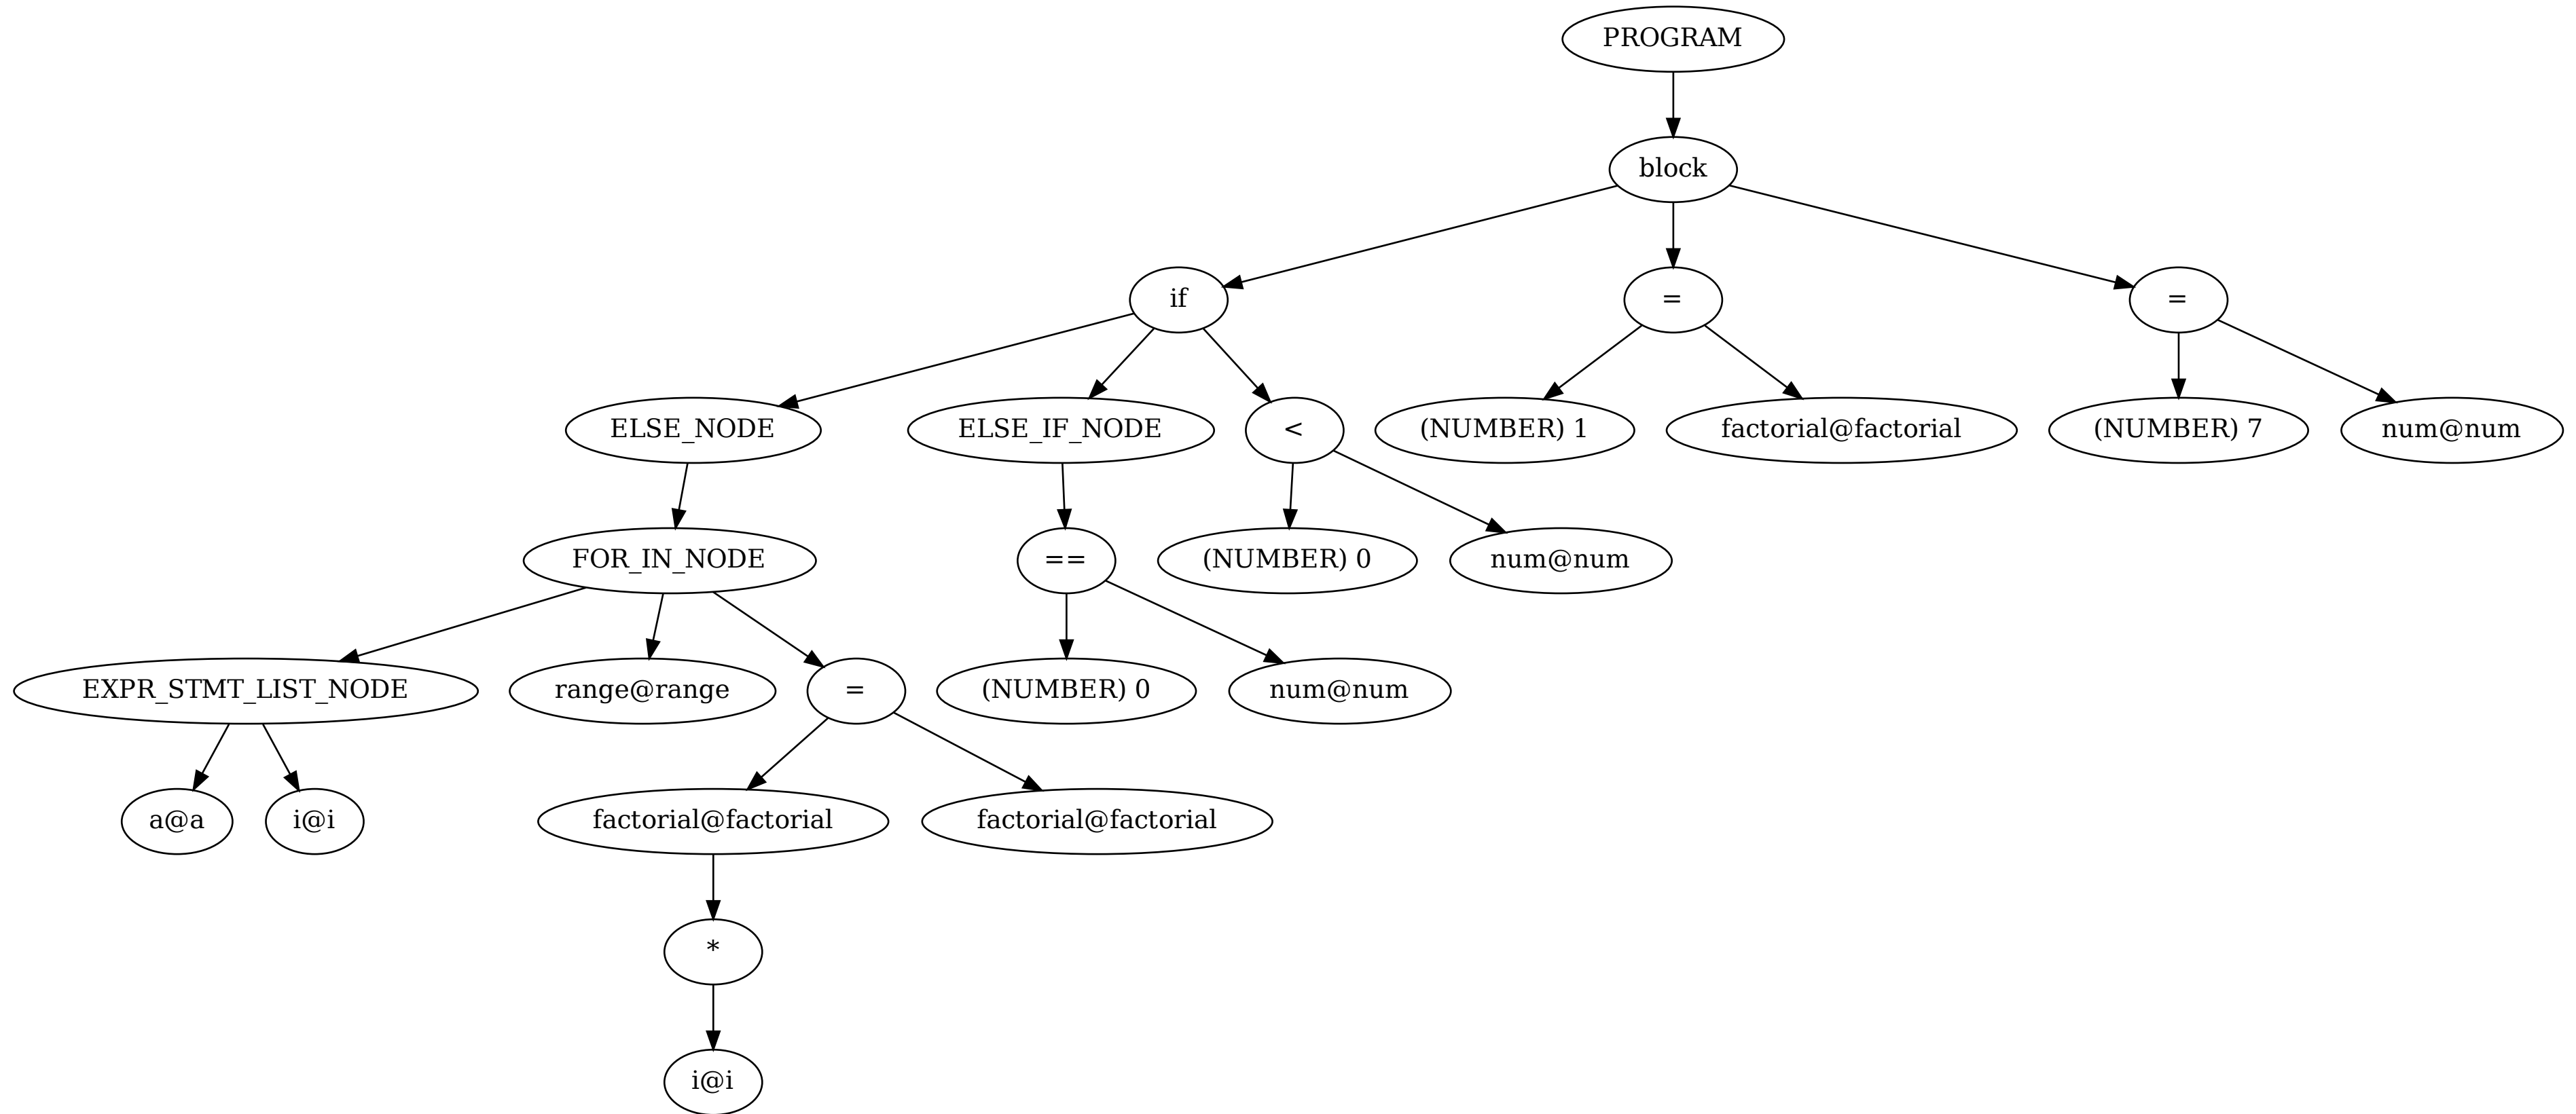 PROGRAM
block
if
=
=
ELSE_NODE
ELSE_IF_NODE
<
(NUMBER) 1
factorial@factorial
(NUMBER) 7
num@num
FOR_IN_NODE
==
(NUMBER) 0
num@num
EXPR_STMT_LIST_NODE
range@range
=
(NUMBER) 0
num@num
a@a
i@i
factorial@factorial
factorial@factorial
*
i@i